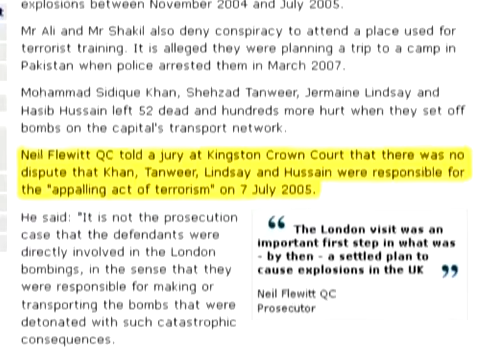 explosions between November 2004 and July 2005.
Mr Ali and Mr Shakil also deny conspiracy to attend a place used for
terrorist training. It is alleged they were planning a trip to a camp in
Pakistan when police arrested them in March 2007.
Mohammad Sidique Khan, Shehzad Tanweer, Jermaine Lindsay and
Hasib Hussain left 52 dead and hundreds more hurt when they set off
bombs on the capital's transport network.
Neil Flewitt QC told a jury at Kingston Crown Court that there was no
dispute that Khan, Tanweer, Lindsay and Hussain were responsible for
the "appalling act of terrorism" on 7 July 2005.
He said: "It is not the prosecution
case that the defendants were
directly involved in the London
bombings, in the sense that they
were responsible for making or
transporting the bombs that were
detonated with such catastrophic
consequences.
“ The London visit was an
important first step in what was
- by then - a settled plan to
cause explosions in the UK ”
Neil Flewitt QC
Prosecutor